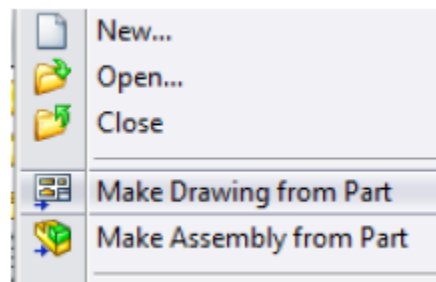 New...
Open...
Close
Make Drawing from Part
Make Assembly from Part